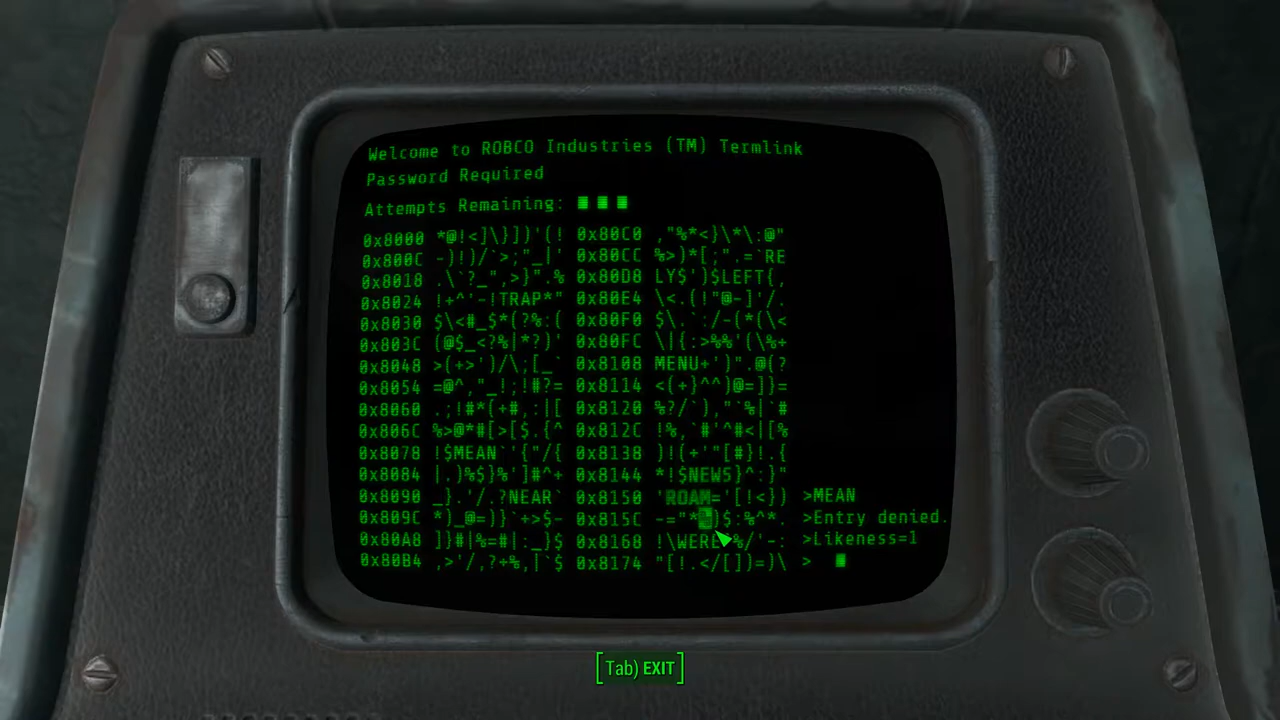 Welcome to ROBCO Industries (TM) Termlink
Password Required
Attempts Remaining: ■ ■ ■
0x8000 *@!<]\}])'(! 0x80C0 ,"%*<}\*\:@"
0x800C -)!)/`>;"_|' 0x80CC %>)*[;".=`RE
0x8018 .\`?_",>}".% 0x80D8 LY$')$LEFT{,
0x8024 !+^'-!TRAP*" 0x80E4 \<.(!"@-]'/.
0x8030 $\<#_$*(?%:( 0x80F0 $\.`:/-(*(\<
0x803C (@$_<?%|*?)' 0x80FC \|{:>%%'(\%+
0x8048 >(+>')/\;[_` 0x8108 MENU+')".@(?
0x8054 =@^,"_!;!#?= 0x8114 <(+}^^)@=]}=
0x8060 .;!#*{+#,:|[ 0x8120 %?/`),"`%|`#
0x806C %>@*#[>[$.{^ 0x812C !%,`#'^#<|[%
0x8078 !$MEAN``{"/{ 0x8138 )!(+'"[#}!.{
0x8084 |.)%$}%']#^+ 0x8144 *!$NEWS}^:}"
0x8090 _}.'/.?NEAR` 0x8150 'ROAM='[!<}) >MEAN
0x809C *)_@=)}`+>$- 0x815C -="*%)$:%^*. >Entry denied.
0x80A8 ]}#|%=#|:_}$ 0x8168 !\WERE %/'-: >Likeness=1
0x80B4 ,>'/,?+%,|`$ 0x8174 "[!.</[])=)\ > ■
[Tab) EXIT]